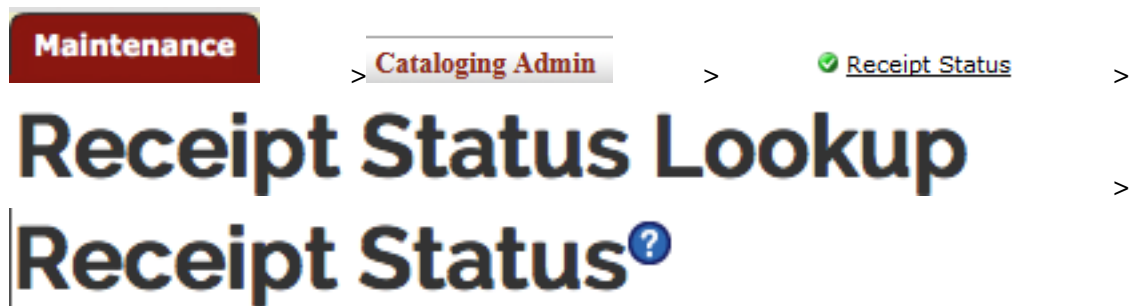 Maintenance > Cataloging Admin > Receipt Status >
Receipt Status Lookup >
Receipt Status?